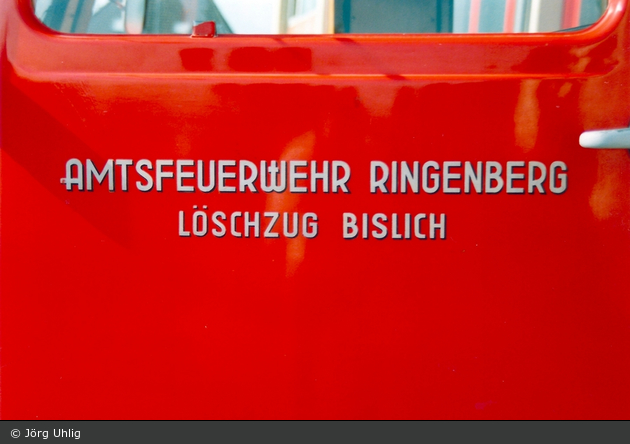 AMTSFEUERWEHR RINGENBERG
LÖSCHZUG BISLICH
© Jörg Uhlig